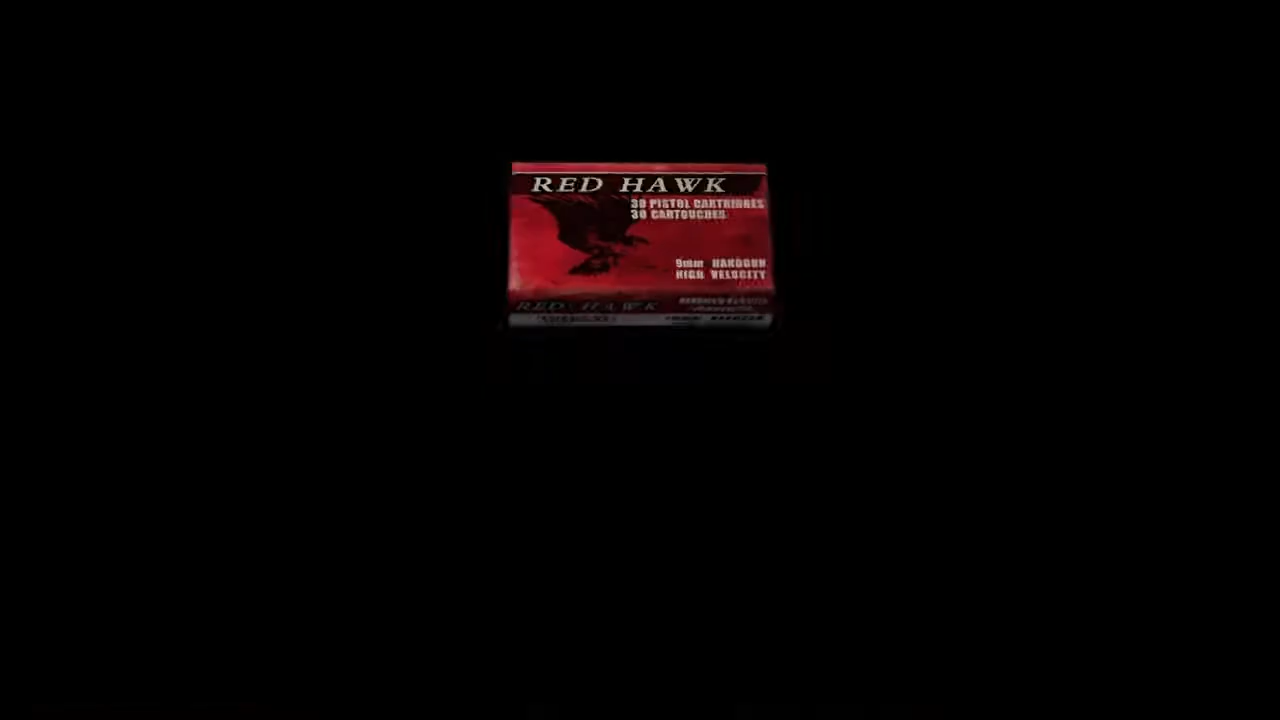 RED HAWK
30 PISTOL CARTRIDGES
30 CARTOUCHES
9mm HANDGUN
HIGH VELOCITY
RED HAWK